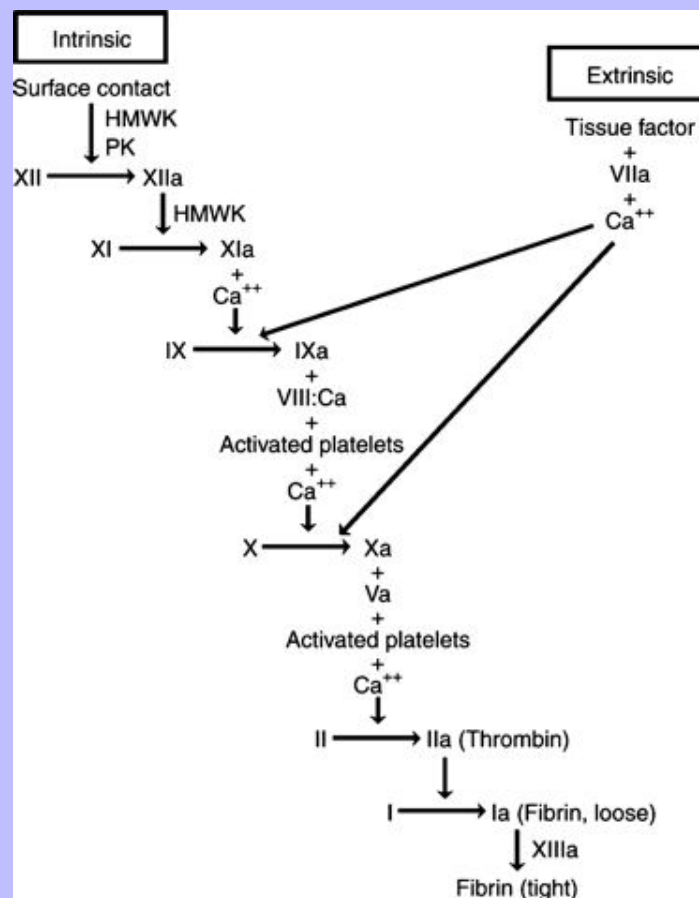 Intrinsic
Surface contact
HMWK
PK
XII XIIa
HMWK
XI XIa
+
Ca++
IX IXa
+
VIII:Ca
+
Activated platelets
+
Ca++
X Xa
+
Va
+
Activated platelets
+
Ca++
II IIa (Thrombin)
I Ia (Fibrin, loose)
XIIIa
Fibrin (tight)
Extrinsic
Tissue factor
+
VIIa
+
Ca++